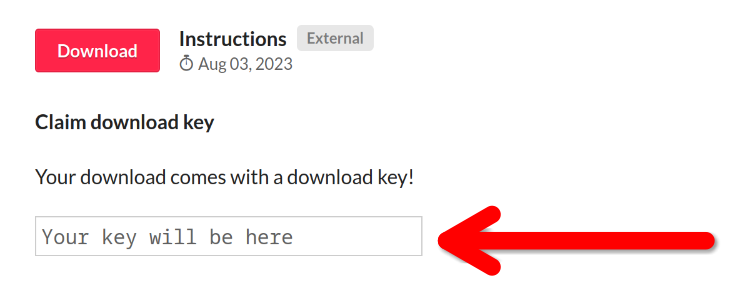 Download
Instructions External
Aug 03, 2023
Claim download key
Your download comes with a download key!
Your key will be here